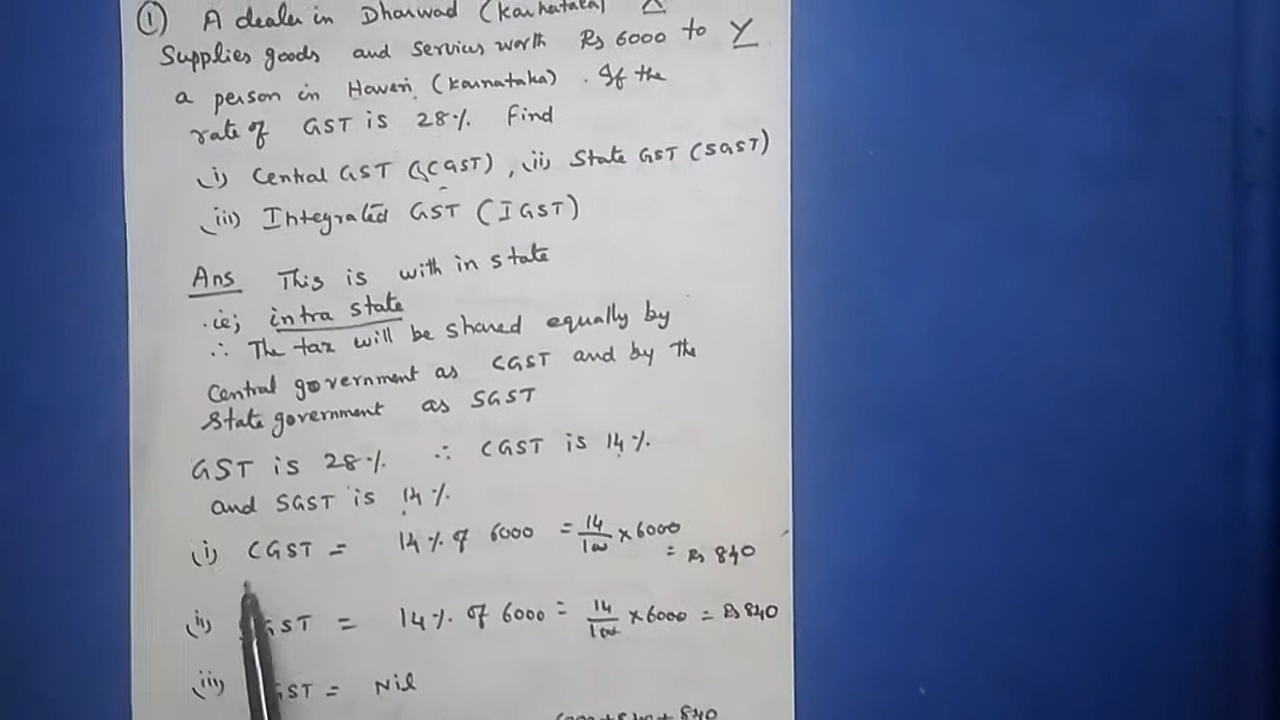 ① A dealer in Dharwad (Karnataka) X
Supplies goods and services worth Rs 6000 to Y
a person in Haveri (Karnataka). If the
rate of GST is 28% Find
(i) Central GST (CGST), (ii) State GST (SGST)
(iii) Integrated GST (IGST)
Ans This is with in state
ie; intra state
∴ The tax will be shared equally by
Central government as CGST and by the
State government as SGST
GST is 28% ∴ CGST is 14%
and SGST is 14%
(i) CGST = 14% of 6000 = 14/100 × 6000
= Rs 840
(ii) GST = 14% of 6000 = 14/100 × 6000 = Rs 840
(iii) GST = Nil
+ 840